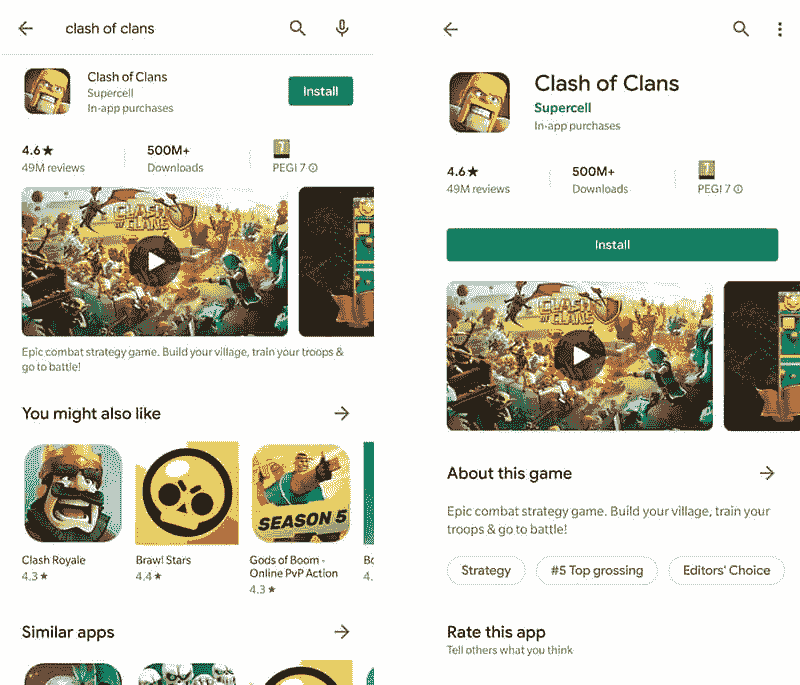 clash of clans
Clash of Clans
Supercell
In-app purchases
Install
4.6★
49M reviews
500M+
Downloads
PEGI 7
CLASH OF CLANS
Epic combat strategy game. Build your village, train your troops &
go to battle!
You might also like
SEASON 5
Clash Royale
4.3★
Brawl Stars
4.4★
Gods of Boom -
Online PvP Action
4.3★
Bo
4.
Similar apps
Clash of Clans
Supercell
In-app purchases
4.6★
49M reviews
500M+
Downloads
PEGI 7
Install
CLASH OF CLANS
About this game
Epic combat strategy game. Build your village, train your
troops & go to battle!
Strategy
#5 Top grossing
Editors' Choice
Rate this app
Tell others what you think